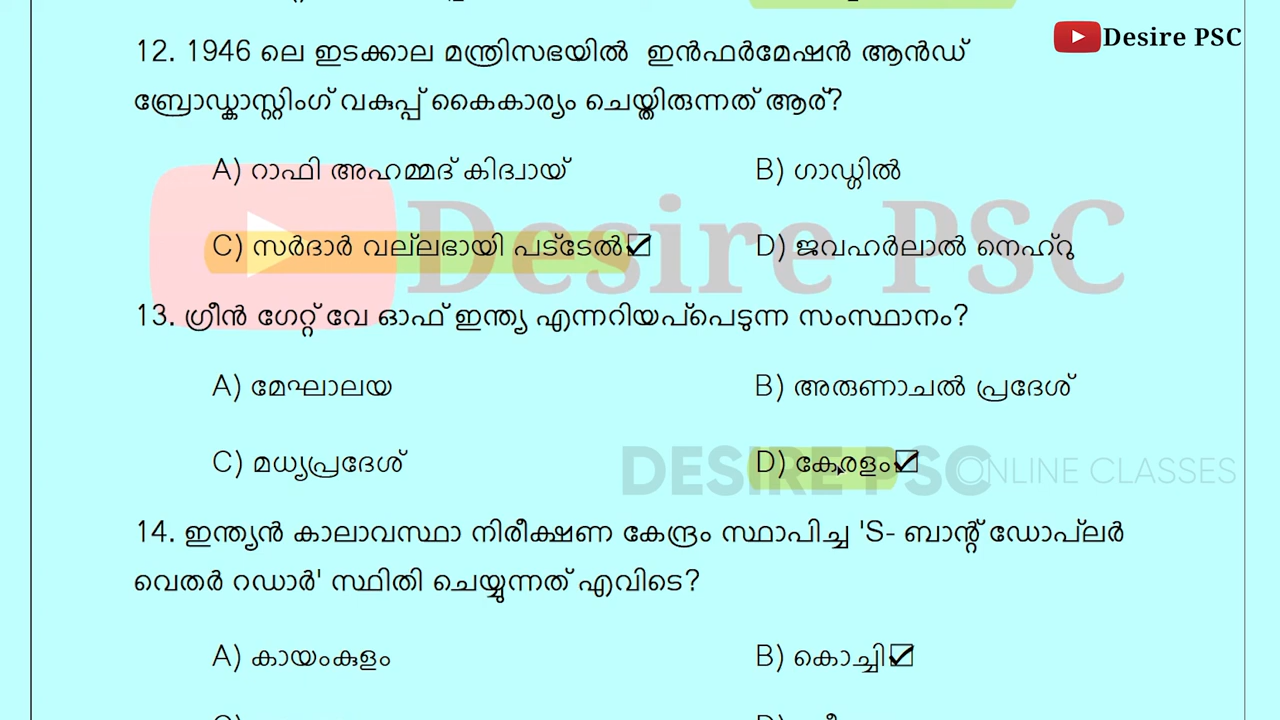 Desire PSC
12. 1946 ലെ ഇടക്കാല മന്ത്രിസഭയിൽ ഇൻഫർമേഷൻ ആൻഡ്
ബ്രോഡ്കാസ്റ്റിംഗ് വകുപ്പ് കൈകാര്യം ചെയ്തിരുന്നത് ആര്?
A) റാഫി അഹമ്മദ് കിദ്വായ്
B) ഗാഡ്ഗിൽ
C) സർദാർ വല്ലഭായി പട്ടേൽ
D) ജവഹർലാൽ നെഹ്റു
Desire PSC
13. ഗ്രീൻ ഗേറ്റ് വേ ഓഫ് ഇന്ത്യ എന്നറിയപ്പെടുന്ന സംസ്ഥാനം?
A) മേഘാലയ
B) അരുണാചൽ പ്രദേശ്
C) മധ്യപ്രദേശ്
D) കേരളം
DESIRE PSC ONLINE CLASSES
14. ഇന്ത്യൻ കാലാവസ്ഥാ നിരീക്ഷണ കേന്ദ്രം സ്ഥാപിച്ച 'S- ബാന്റ് ഡോപ്ലർ
വെതർ റഡാർ' സ്ഥിതി ചെയ്യുന്നത് എവിടെ?
A) കായംകുളം
B) കൊച്ചി